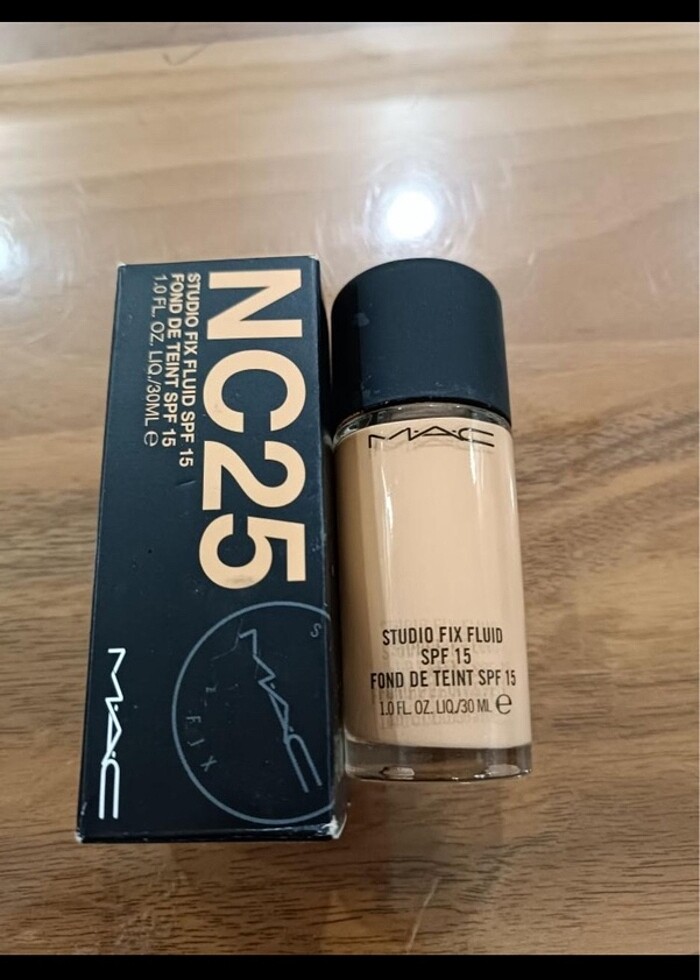 NC25
STUDIO FIX FLUID SPF 15
FOND DE TEINT SPF 15
1.0 FL. OZ. LIQ./30ML e
MAC
S
MAC
FIX
M·A·C
STUDIO FIX FLUID
SPF 15
FOND DE TEINT SPF 15
1.0 FL. OZ. LIQ./30 ML e